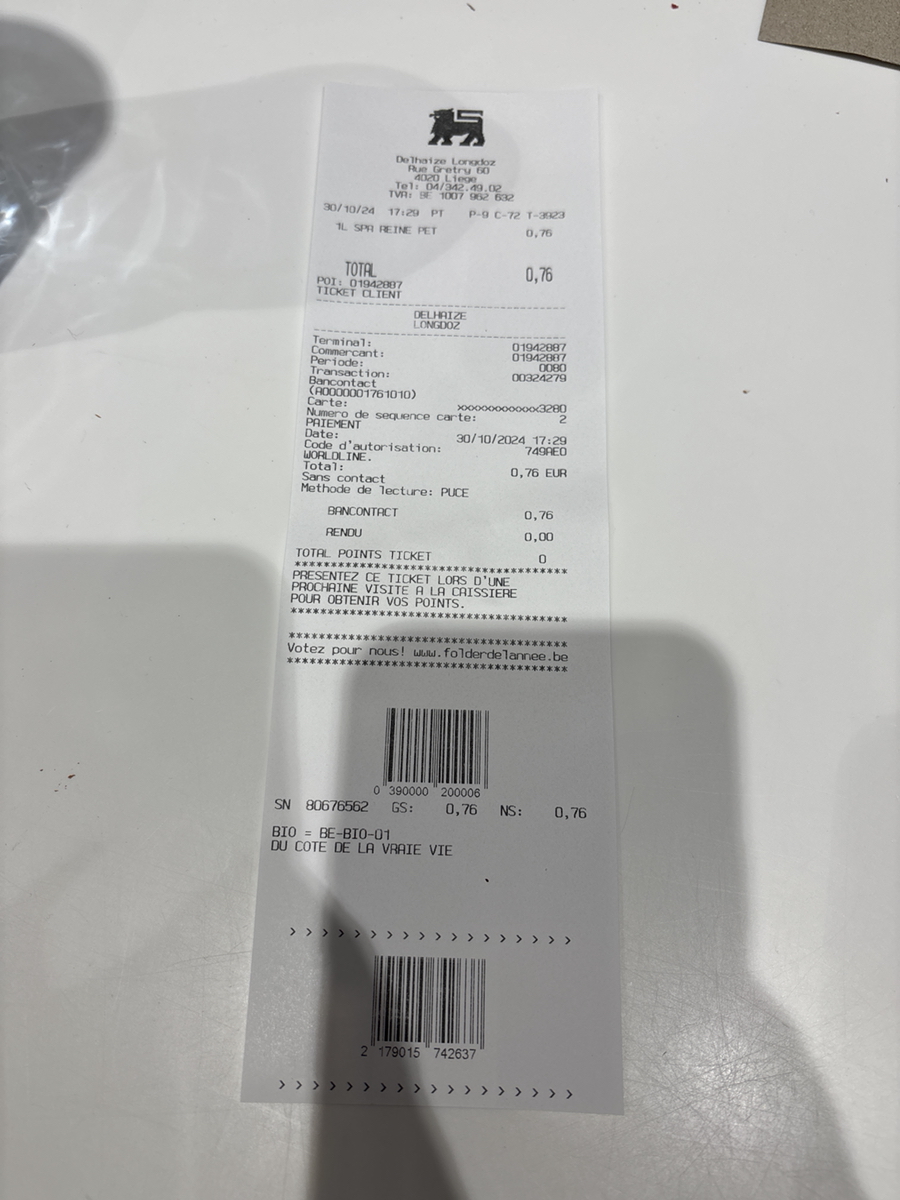 Delhaize Longdoz
Rue Gretry 60
4020 Liege
Tel: 04/342.49.02
TVA: BE 1007 962 632
30/10/24 17:29 PT P-9 C-72 T-3923
1L SPA REINE PET 0,76
TOTAL 0,76
POI: 01942887
TICKET CLIENT
DELHAIZE
LONGDOZ
Terminal: 01942887
Commercant: 01942887
Periode: 0080
Transaction: 00324279
Bancontact
(A0000001761010)
Carte: xxxxxxxxxxxxx3280
Numero de sequence carte: 2
PAIEMENT
Date: 30/10/2024 17:29
Code d'autorisation: 749AED
WORLDLINE.
Total: 0,76 EUR
Sans contact
Methode de lecture: PUCE
BANCONTACT 0,76
RENDU 0,00
TOTAL POINTS TICKET 0
****************************************
PRESENTEZ CE TICKET LORS D'UNE
PROCHAINE VISITE A LA CAISSIERE
POUR OBTENIR VOS POINTS.
****************************************
****************************************
Votez pour nous! www.folderdelannee.be
****************************************
0 390000 200006
SN 80676562 GS: 0,76 NS: 0,76
BIO = BE-BIO-01
DU COTE DE LA VRAIE VIE
> > > > > > > > > > > > > > > > > >
2 179015 742637
> > > > > > > > > > > > > > > > > >